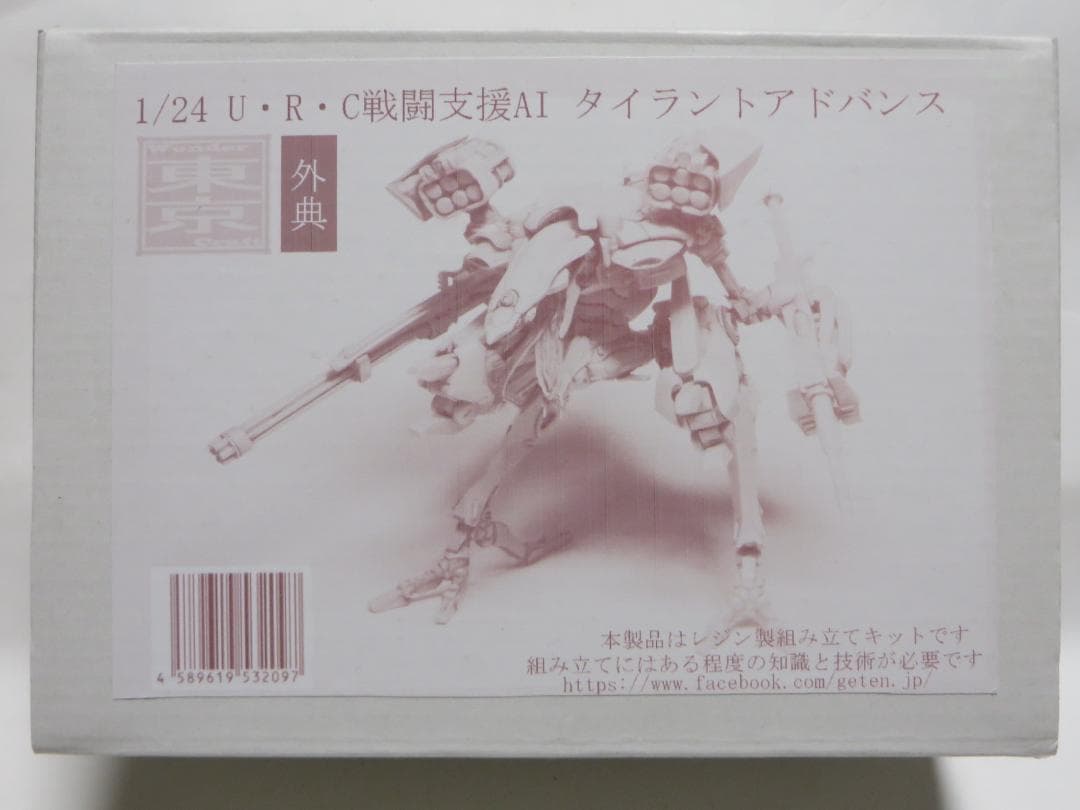 1/24 U・R・C戦闘支援AI タイラントアドバンス
Wonder
東京
Craft
外典
4 589619 532097
本製品はレジン製組み立てキットです
組み立てにはある程度の知識と技術が必要です
https://www.facebook.com/geten.jp/